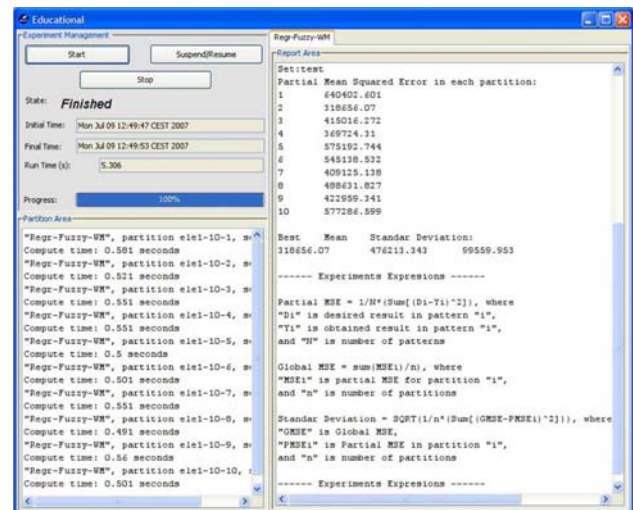 Educational
Experiment Management
Start
Suspend/Resume
Stop
State: Finished
Initial Time: Mon Jul 09 12:49:47 CEST 2007
Final Time: Mon Jul 09 12:49:53 CEST 2007
Run Time (s): 5.306
Progress: 100%
Partition Area
"Regr-Fuzzy-WM", partition ele1-10-1, s
Compute time: 0.581 seconds
"Regr-Fuzzy-WM", partition ele1-10-2, s
Compute time: 0.521 seconds
"Regr-Fuzzy-WM", partition ele1-10-3, s
Compute time: 0.551 seconds
"Regr-Fuzzy-WM", partition ele1-10-4, s
Compute time: 0.551 seconds
"Regr-Fuzzy-WM", partition ele1-10-5, s
Compute time: 0.5 seconds
"Regr-Fuzzy-WM", partition ele1-10-6, s
Compute time: 0.501 seconds
"Regr-Fuzzy-WM", partition ele1-10-7, s
Compute time: 0.551 seconds
"Regr-Fuzzy-WM", partition ele1-10-8, s
Compute time: 0.491 seconds
"Regr-Fuzzy-WM", partition ele1-10-9, s
Compute time: 0.56 seconds
"Regr-Fuzzy-WM", partition ele1-10-10,
Compute time: 0.501 seconds
Regr-Fuzzy-WM
Report Area
Set:test
Partial Mean Squared Error in each partition:
1 640402.601
2 318656.07
3 415016.272
4 369724.31
5 575192.744
6 545138.532
7 409125.138
8 488631.827
9 422959.341
10 577286.599
Best Mean Standar Deviation:
318656.07 476213.343 99559.953
------ Experiments Expresions ------
Partial MSE = 1/N*(Sum[(Di-Yi)^2]), where
"Di" is desired result in pattern "i",
"Yi" is obtained result in pattern "i",
and "N" is number of patterns
Global MSE = sum(MSEi)/n), where
"MSEi" is partial MSE for partition "i",
and "n" is number of partitions
Standar Deviation = SQRT(1/n*(Sum[(GMSE-PMSEi)^2])), where
"GMSE" is Global MSE,
"PMSEi" is Partial MSE in partition "i",
and "n" is number of partitions
------ Experiments Expresions ------